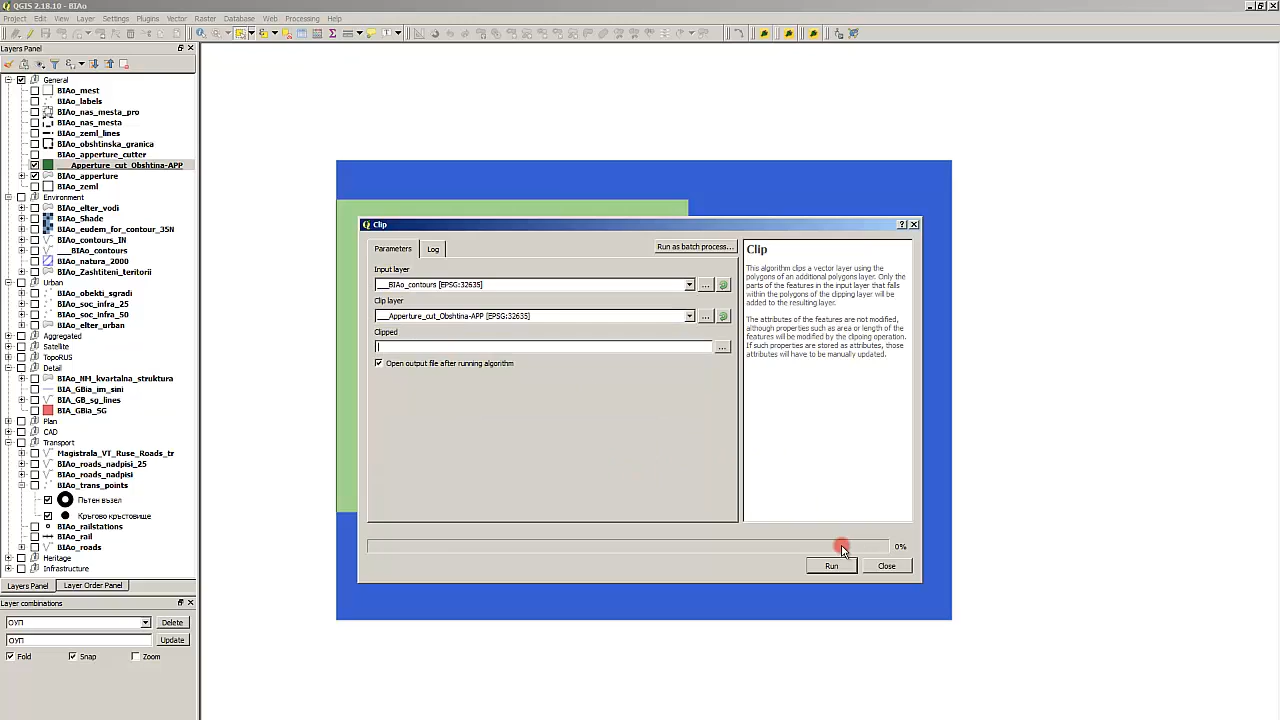 QGIS 2.18.10 - BIAo
Project Edit View Layer Settings Plugins Vector Raster Database Web Processing Help
Layers Panel
General
BIAo_mest
BIAo_labels
BIAo_nas_mesta_pro
BIAo_nas_mesta
BIAo_zeml_lines
BIAo_obshtinska_granica
BIAo_apperture_cutter
___Apperture_cut_Obshtina-APP
BIAo_apperture
BIAo_zeml
Environment
BIAo_elter_vodi
BIAo_Shade
BIAo_eudem_for_contour_35N
BIAo_contours_IN
___BIAo_contours
BIAo_natura_2000
BIAo_Zashtiteni_teritorii
Urban
BIAo_obekti_sgradi
BIAo_soc_infra_25
BIAo_soc_infra_50
BIAo_elter_urban
Aggregated
Satellite
TopoRUS
Detail
BIAo_NM_kvartalna_struktura
BIA_GBia_im_sini
BIA_GB_sg_lines
BIA_GBia_SG
Plan
CAD
Transport
Magistrala_VT_Ruse_Roads_tr
BIAo_roads_nadpisi_25
BIAo_roads_nadpisi
BIAo_trans_points
Пътен възел
Кръгово кръстовище
BIAo_railstations
BIAo_rail
BIAo_roads
Heritage
Infrastructure
Layers Panel Layer Order Panel
Layer combinations
ОУП Delete
ОУП Update
Fold Snap Zoom
Clip
Parameters Log Run as batch process...
Input layer
___BIAo_contours [EPSG:32635] ...
Clip layer
___Apperture_cut_Obshtina-APP [EPSG:32635] ...
Clipped
...
Open output file after running algorithm
Clip
This algorithm clips a vector layer using the
polygons of an additional polygons layer. Only the
parts of the features in the input layer that falls
within the polygons of the clipping layer will be
added to the resulting layer.
The attributes of the features are not modified,
although properties such as area or length of the
features will be modified by the clipping operation.
If such properties are stored as attributes, those
attributes will have to be manually updated.
0%
Run Close